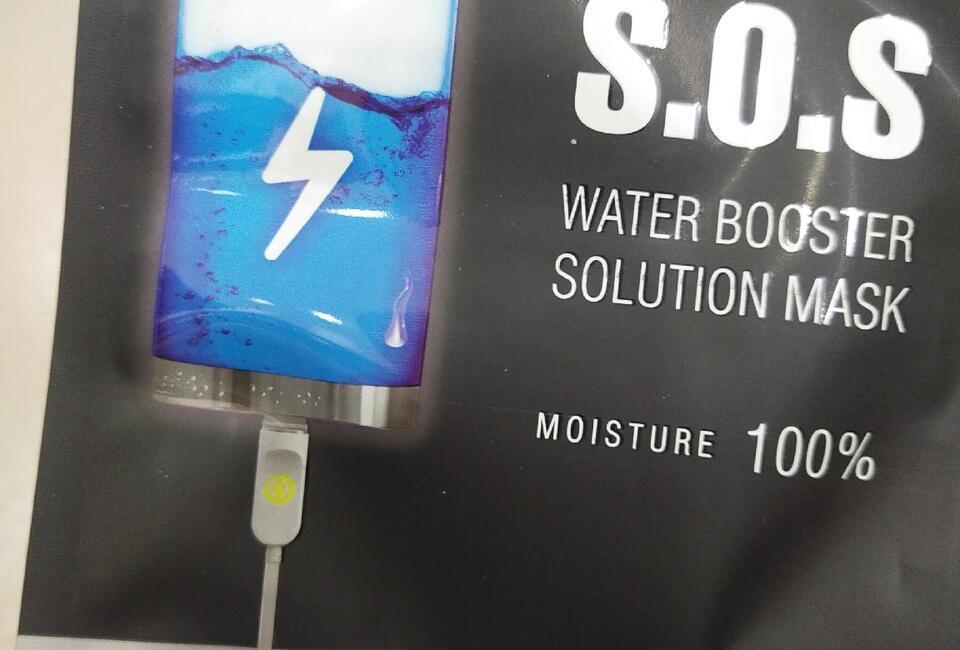 S.O.S
WATER BOOSTER
SOLUTION MASK
MOISTURE 100%